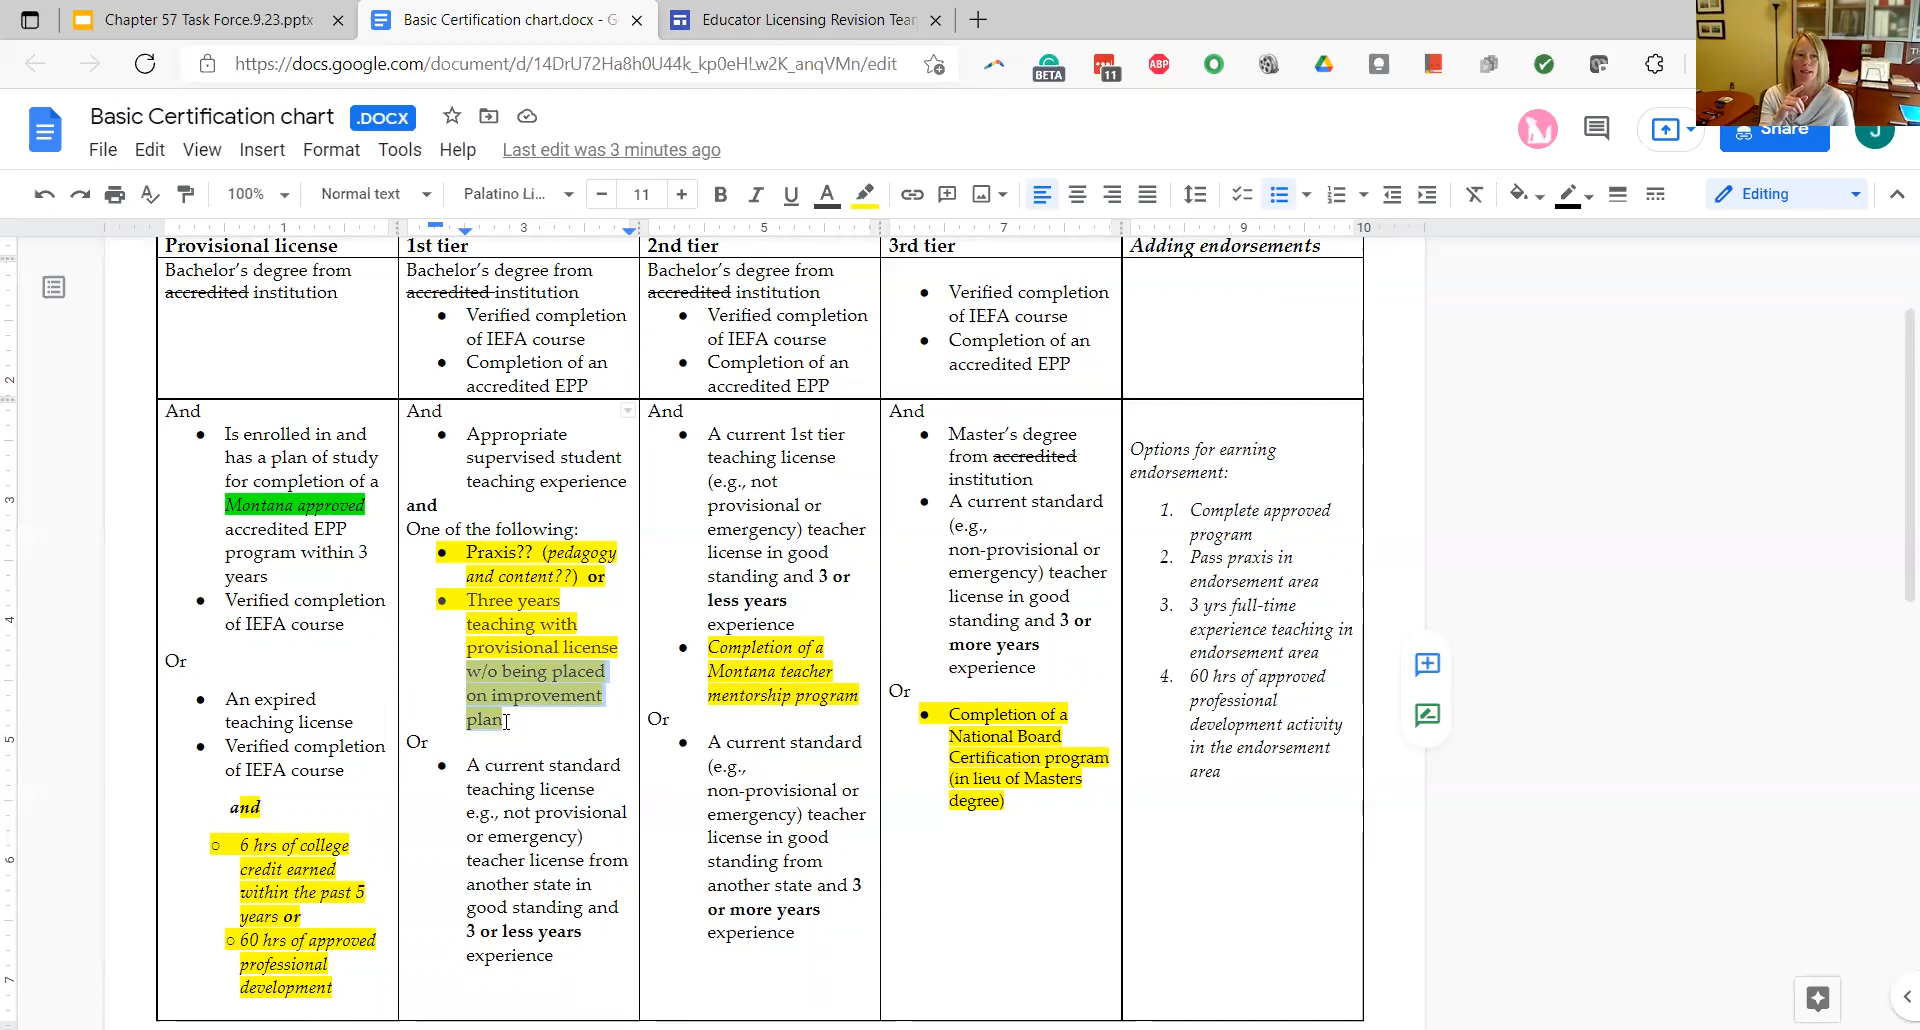 Chapter 57 Task Force.9.23.pptx
Basic Certification chart.docx - G
Educator Licensing Revision Tear
https://docs.google.com/document/d/14DrU72Ha8h0U44k_kp0eHLw2K_anqVMn/edit
BETA
11
ABP
Basic Certification chart
.DOCX
File Edit View Insert Format Tools Help Last edit was 3 minutes ago
Share
J
100% Normal text Palatino Li... 11 B I U A Editing
1 3 5 7 9 10
2
3
4
5
6
7
Provisional license
Bachelor's degree from
accredited institution
And
● Is enrolled in and
has a plan of study
for completion of a
Montana approved
accredited EPP
program within 3
years
● Verified completion
of IEFA course
Or
● An expired
teaching license
● Verified completion
of IEFA course
and
○ 6 hrs of college
credit earned
within the past 5
years or
○ 60 hrs of approved
professional
development
1st tier
Bachelor's degree from
accredited institution
● Verified completion
of IEFA course
● Completion of an
accredited EPP
And
● Appropriate
supervised student
teaching experience
and
One of the following:
● Praxis?? (pedagogy
and content??) or
● Three years
teaching with
provisional license
w/o being placed
on improvement
plan
Or
● A current standard
teaching license
e.g., not provisional
or emergency)
teacher license from
another state in
good standing and
3 or less years
experience
2nd tier
Bachelor's degree from
accredited institution
● Verified completion
of IEFA course
● Completion of an
accredited EPP
And
● A current 1st tier
teaching license
(e.g., not
provisional or
emergency) teacher
license in good
standing and 3 or
less years
experience
● Completion of a
Montana teacher
mentorship program
Or
● A current standard
(e.g.,
non-provisional or
emergency) teacher
license in good
standing from
another state and 3
or more years
experience
3rd tier
● Verified completion
of IEFA course
● Completion of an
accredited EPP
And
● Master's degree
from accredited
institution
● A current standard
(e.g.,
non-provisional or
emergency) teacher
license in good
standing and 3 or
more years
experience
Or
● Completion of a
National Board
Certification program
(in lieu of Masters
degree)
Adding endorsements
Options for earning
endorsement:
1. Complete approved
program
2. Pass praxis in
endorsement area
3. 3 yrs full-time
experience teaching in
endorsement area
4. 60 hrs of approved
professional
development activity
in the endorsement
area